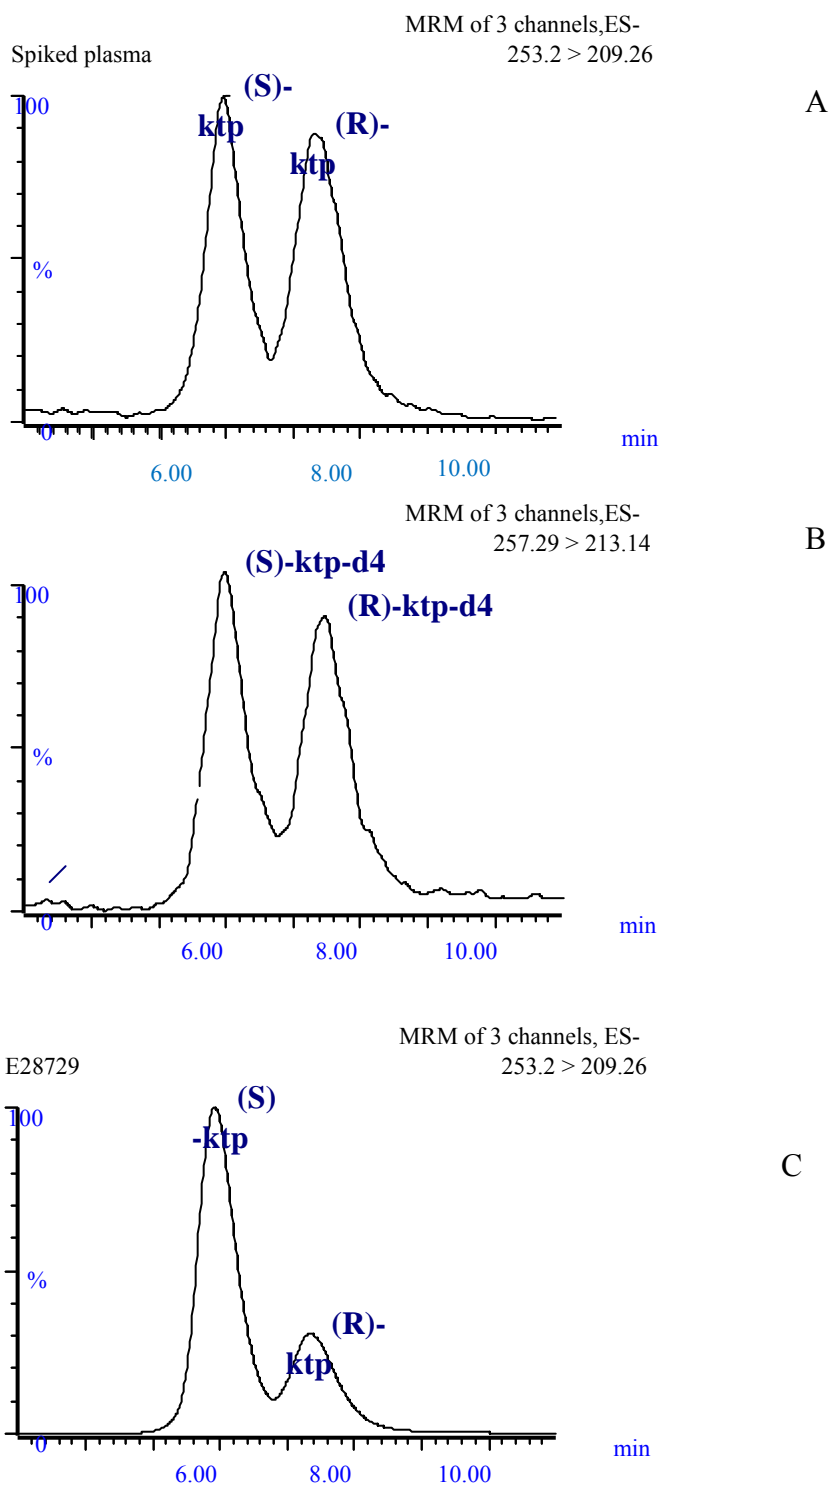 MRM of 3 channels,ES-
Spiked plasma
253.2 > 209.26
A
(S)-
ktp
(R)-
ktp
100
%
0
min
6.00 8.00 10.00
MRM of 3 channels,ES-
257.29 > 213.14
B
(S)-ktp-d4
(R)-ktp-d4
100
%
0
min
6.00 8.00 10.00
MRM of 3 channels, ES-
E28729
253.2 > 209.26
C
(S)
-ktp
(R)-
ktp
100
%
0
min
6.00 8.00 10.00